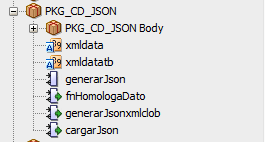 PKG_CD_JSON
PKG_CD_JSON Body
xmldata
xmldatatb
generarJson
fnHomologaDato
generarJsonxmlclob
cargarJson